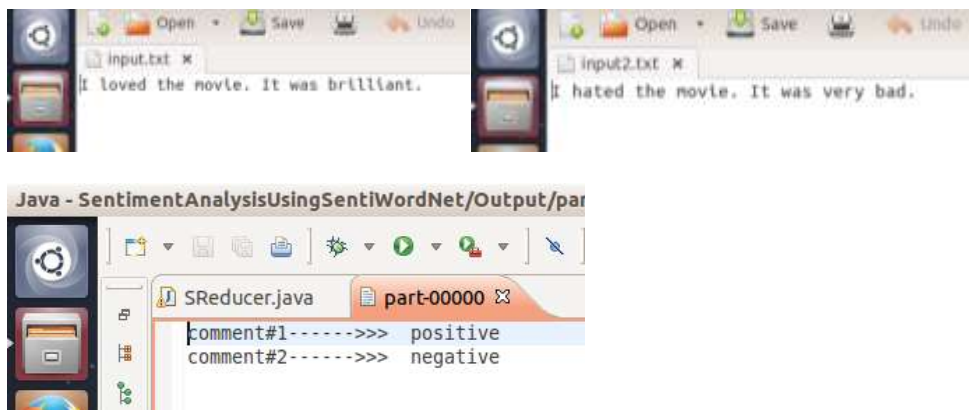 Open Save Undo
input.txt ×
I loved the movie. It was brilliant.
Open Save Undo
input2.txt ×
I hated the movie. It was very bad.
Java - SentimentAnalysisUsingSentiWordNet/Output/par
SReducer.java part-00000
comment#1------>>> positive
comment#2------>>> negative